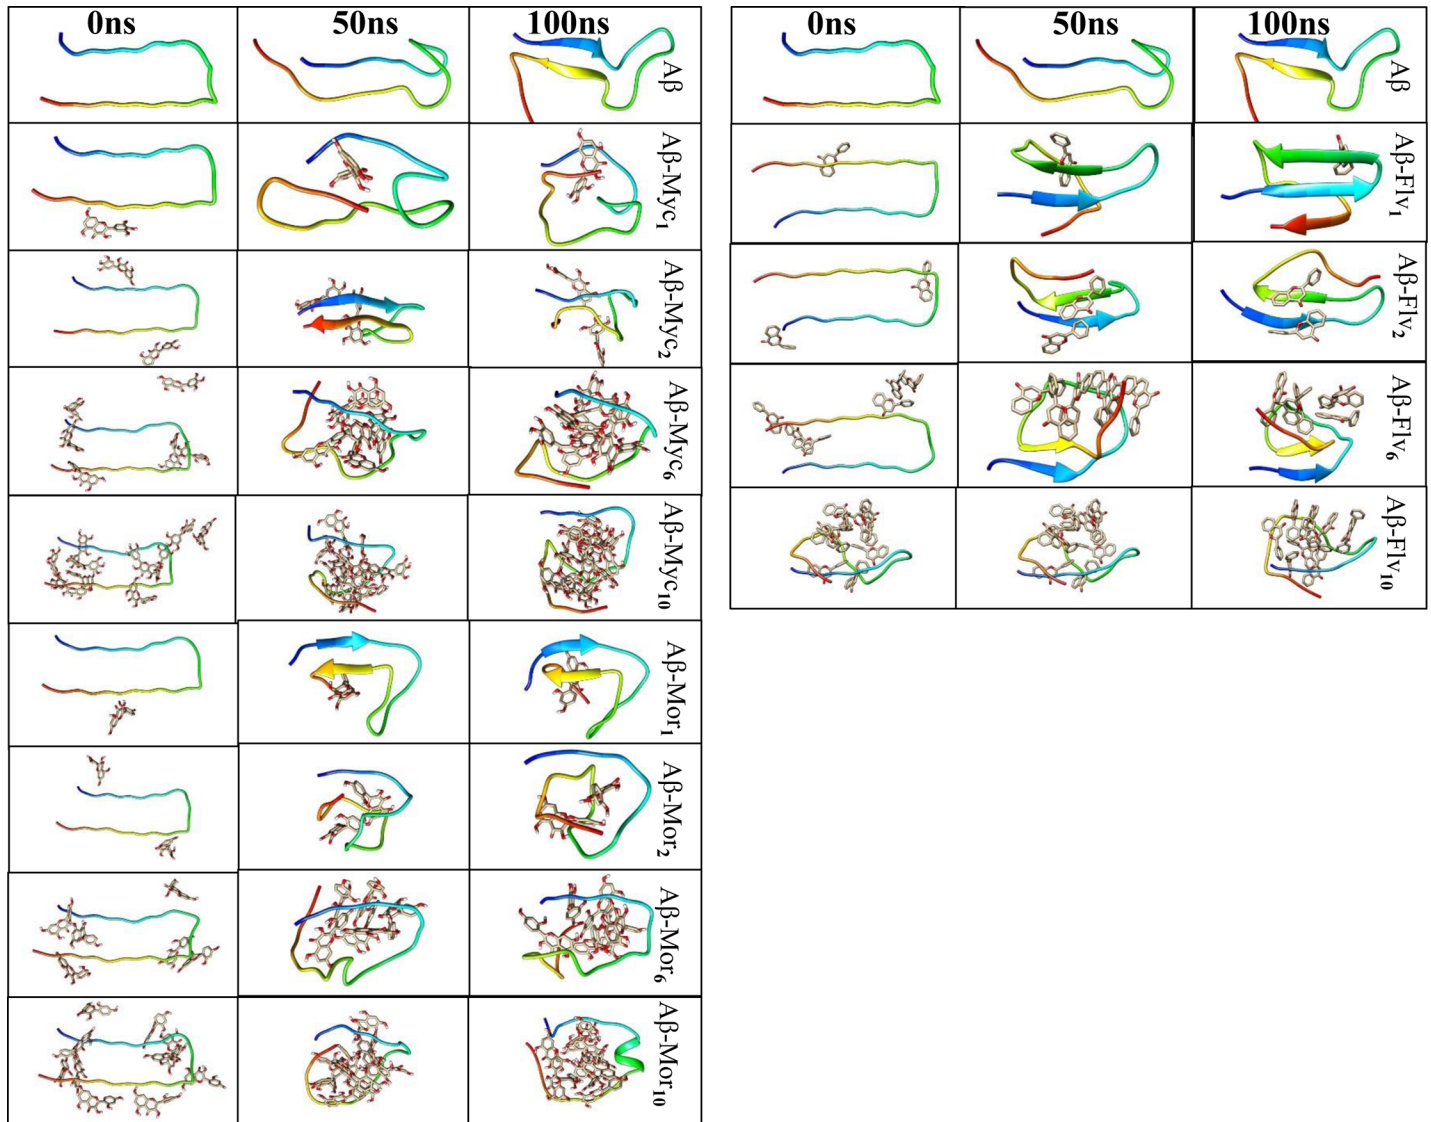 0ns 50ns 100ns
Aβ
Aβ-Myc1
Aβ-Myc2
Aβ-Myc6
Aβ-Myc10
Aβ-Mor1
Aβ-Mor2
Aβ-Mor6
Aβ-Mor10
0ns 50ns 100ns
Aβ
Aβ-Flv1
Aβ-Flv2
Aβ-Flv6
Aβ-Flv10